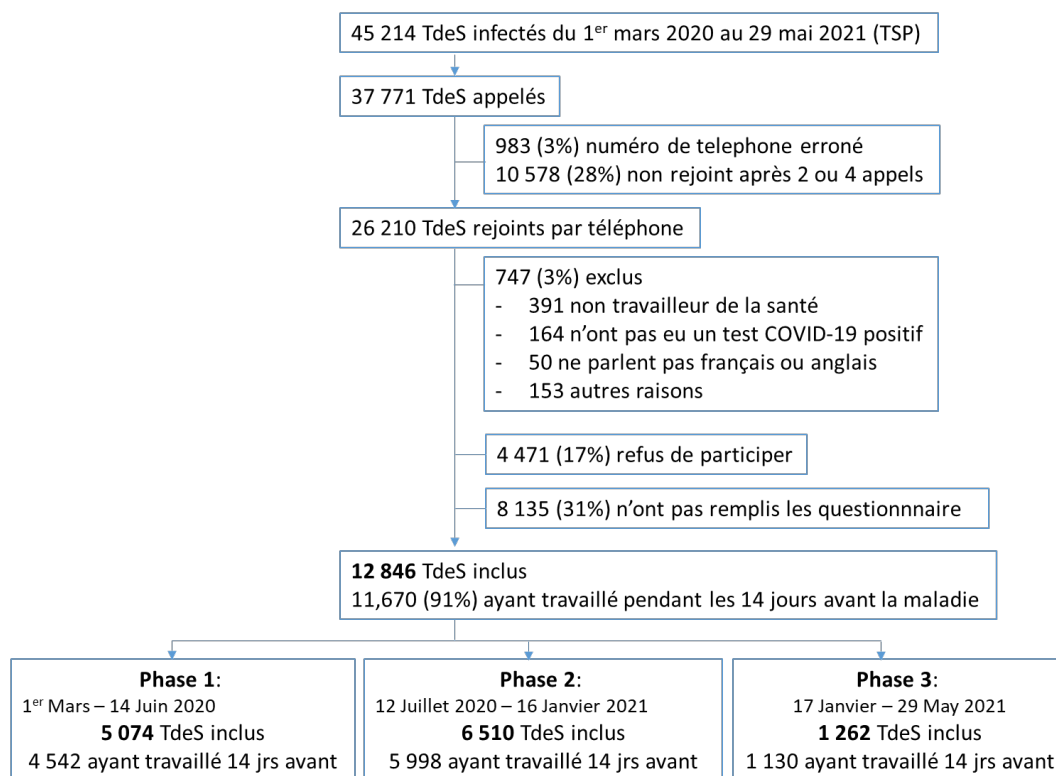 45 214 TdeS infectés du 1er mars 2020 au 29 mai 2021 (TSP)
37 771 TdeS appelés
983 (3%) numéro de telephone erroné
10 578 (28%) non rejoint après 2 ou 4 appels
26 210 TdeS rejoints par téléphone
747 (3%) exclus
- 391 non travailleur de la santé
- 164 n'ont pas eu un test COVID-19 positif
- 50 ne parlent pas français ou anglais
- 153 autres raisons
4 471 (17%) refus de participer
8 135 (31%) n'ont pas remplis les questionnnaire
12 846 TdeS inclus
11,670 (91%) ayant travaillé pendant les 14 jours avant la maladie
Phase 1:
1er Mars – 14 Juin 2020
5 074 TdeS inclus
4 542 ayant travaillé 14 jrs avant
Phase 2:
12 Juillet 2020 – 16 Janvier 2021
6 510 TdeS inclus
5 998 ayant travaillé 14 jrs avant
Phase 3:
17 Janvier – 29 May 2021
1 262 TdeS inclus
1 130 ayant travaillé 14 jrs avant